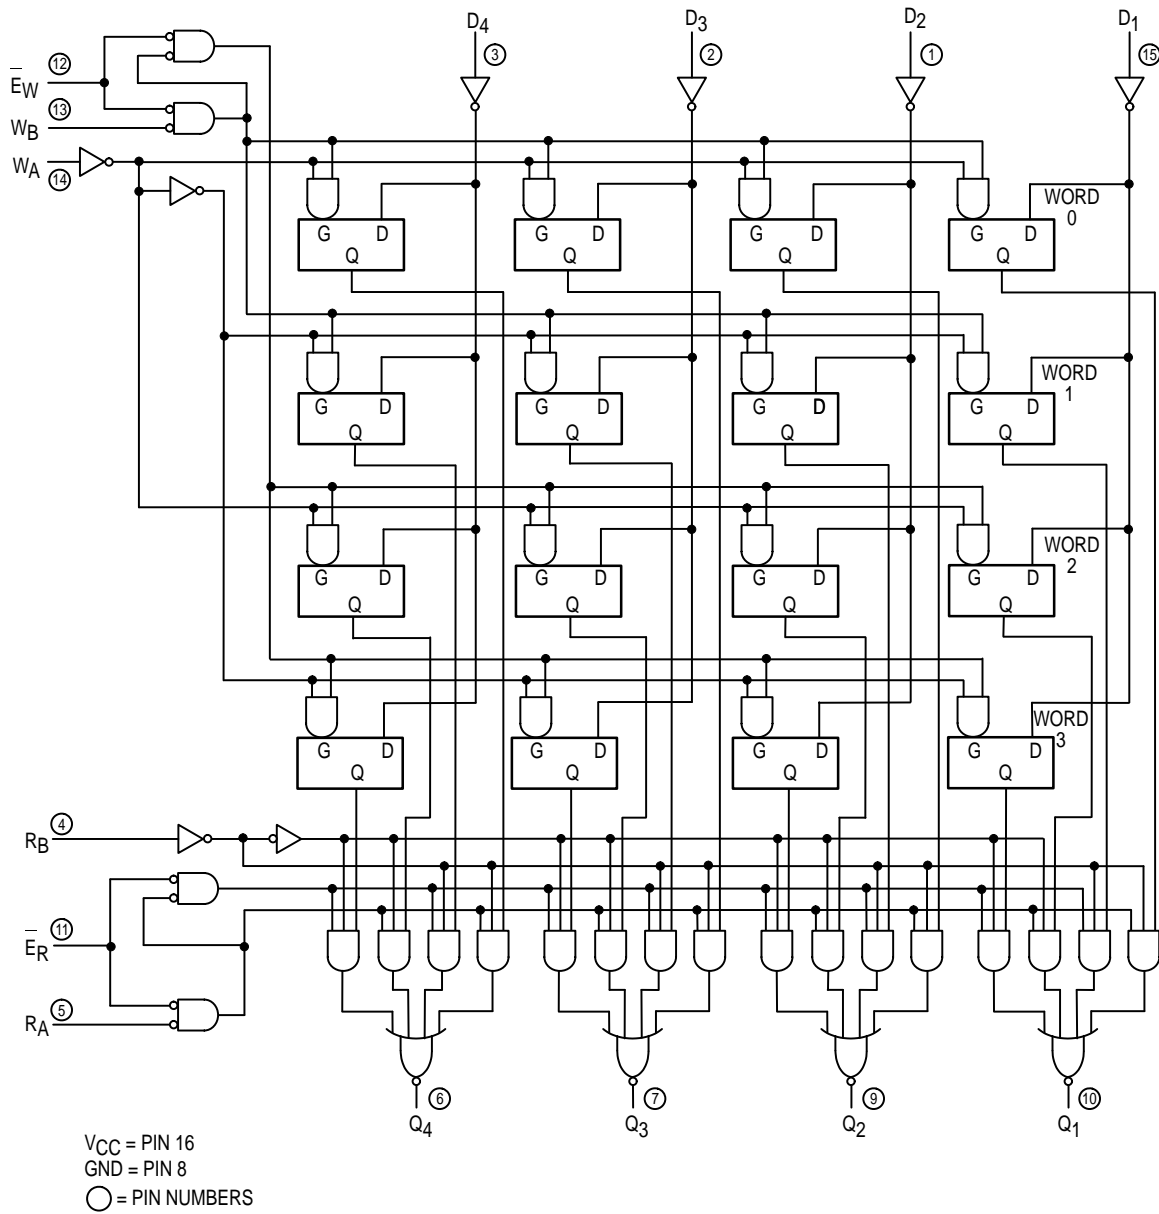 D4 D3 D2 D1
12 3 2 1 15
E̅W
13
WB
WA
14
WORD
0
G D G D G D G D
Q Q Q Q
WORD
1
G D G D G D G D
Q Q Q Q
WORD
2
G D G D G D G D
Q Q Q Q
WORD
3
G D G D G D G D
Q Q Q Q
4
RB
11
E̅R
5
RA
6 7 9 10
Q4 Q3 Q2 Q1
VCC = PIN 16
GND = PIN 8
= PIN NUMBERS